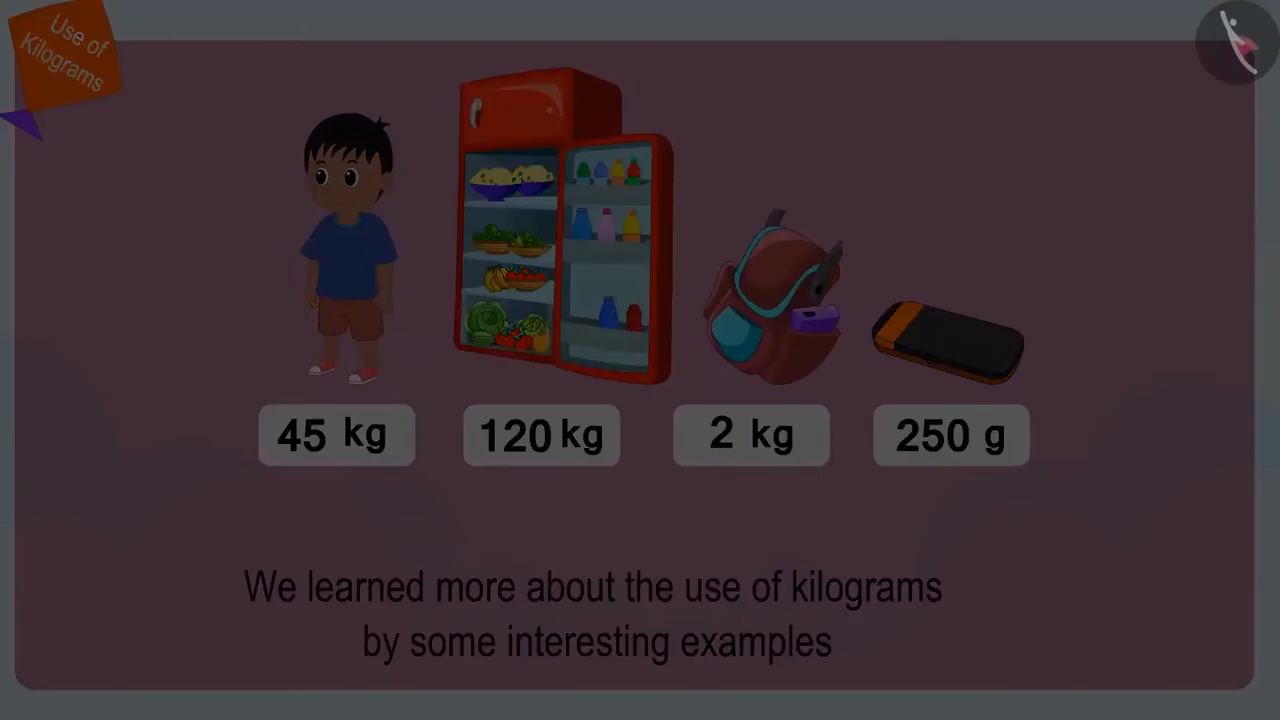 Use of
Kilograms
45 kg
120 kg
2 kg
250 g
We learned more about the use of kilograms
by some interesting examples